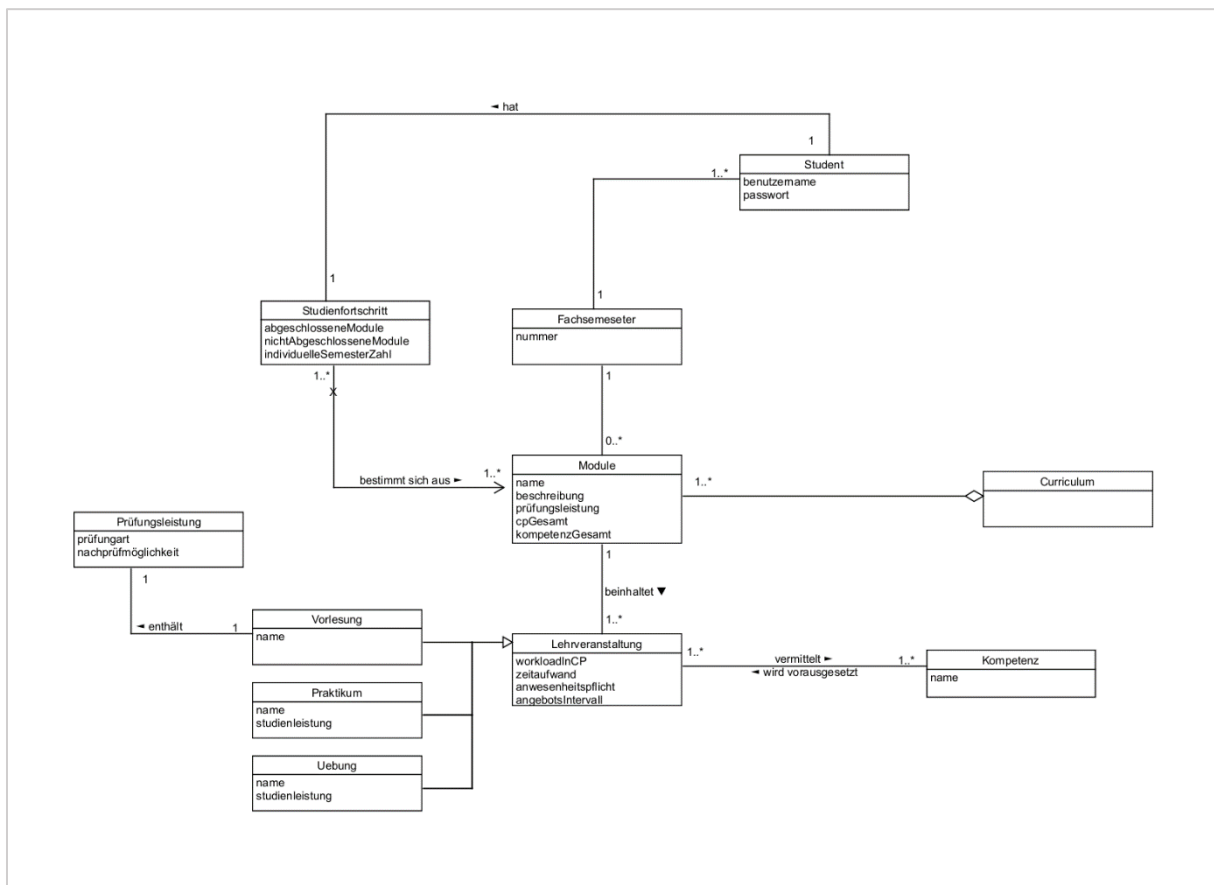 ◄ hat
1
Student
benutzername
passwort
1..*
1
1
Studienfortschritt
abgeschlosseneModule
nichtAbgeschlosseneModule
individuelleSemesterZahl
Fachsemeseter
nummer
1..*
X
1
0..*
bestimmt sich aus ►
1..*
Module
name
beschreibung
prüfungsleistung
cpGesamt
kompetenzGesamt
1..*
Curriculum
Prüfungsleistung
prüfungart
nachprüfmöglichkeit
1
1
beinhaltet ▼
1..*
◄ enthält
1
Vorlesung
name
Lehrveranstaltung
workloadInCP
zeitaufwand
anwesenheitspflicht
angebotsIntervall
1..*
vermittelt ►
◄ wird vorausgesetzt
1..*
Kompetenz
name
Praktikum
name
studienleistung
Uebung
name
studienleistung